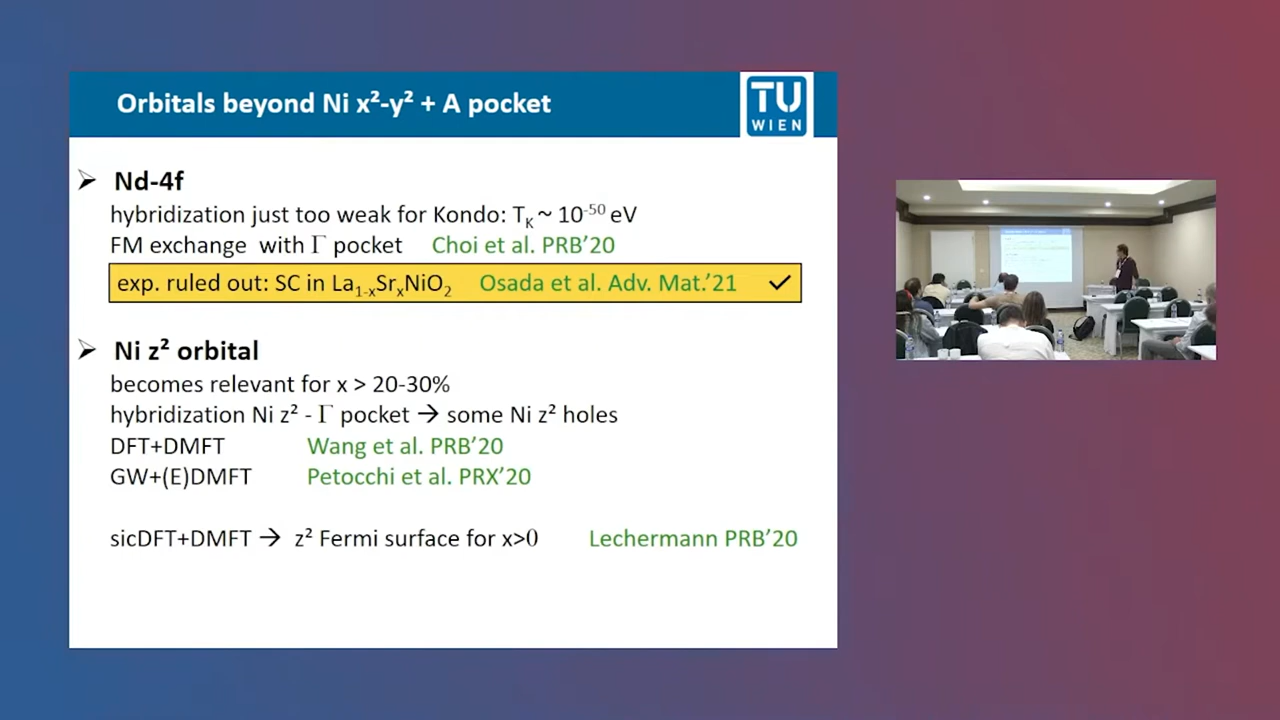 Orbitals beyond Ni x²-y² + A pocket
TU
WIEN
Nd-4f
hybridization just too weak for Kondo: T_K ~ 10^-50 eV
FM exchange with Γ pocket Choi et al. PRB'20
exp. ruled out: SC in La_1-xSr_xNiO_2 Osada et al. Adv. Mat.'21 ✓
Ni z² orbital
becomes relevant for x > 20-30%
hybridization Ni z² - Γ pocket → some Ni z² holes
DFT+DMFT Wang et al. PRB'20
GW+(E)DMFT Petocchi et al. PRX'20
sicDFT+DMFT → z² Fermi surface for x>0 Lechermann PRB'20